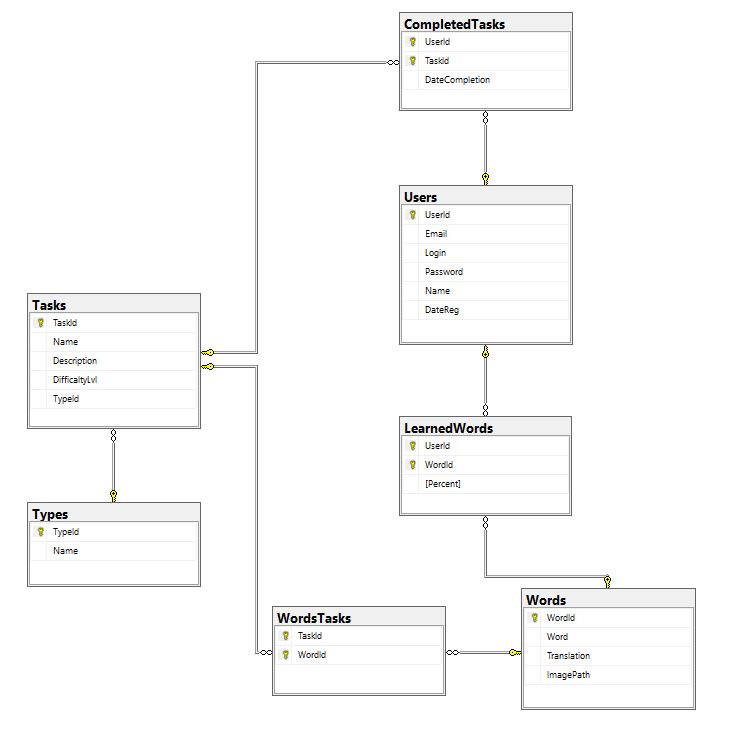 CompletedTasks
UserId
TaskId
DateCompletion
Users
UserId
Email
Login
Password
Name
DateReg
Tasks
TaskId
Name
Description
DifficaltyLvl
TypeId
LearnedWords
UserId
WordId
[Percent]
Types
TypeId
Name
WordsTasks
TaskId
WordId
Words
WordId
Word
Translation
ImagePath